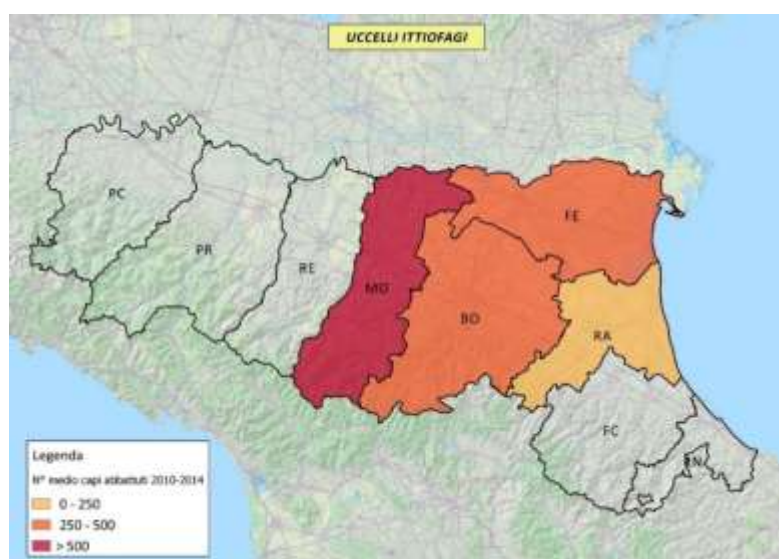 UCCELLI ITTIOFAGI
PC
PR
RE
MO
BO
FE
RA
FC
RN
Legenda
N° medio capi abbattuti 2010-2014
0 - 250
250 - 500
> 500